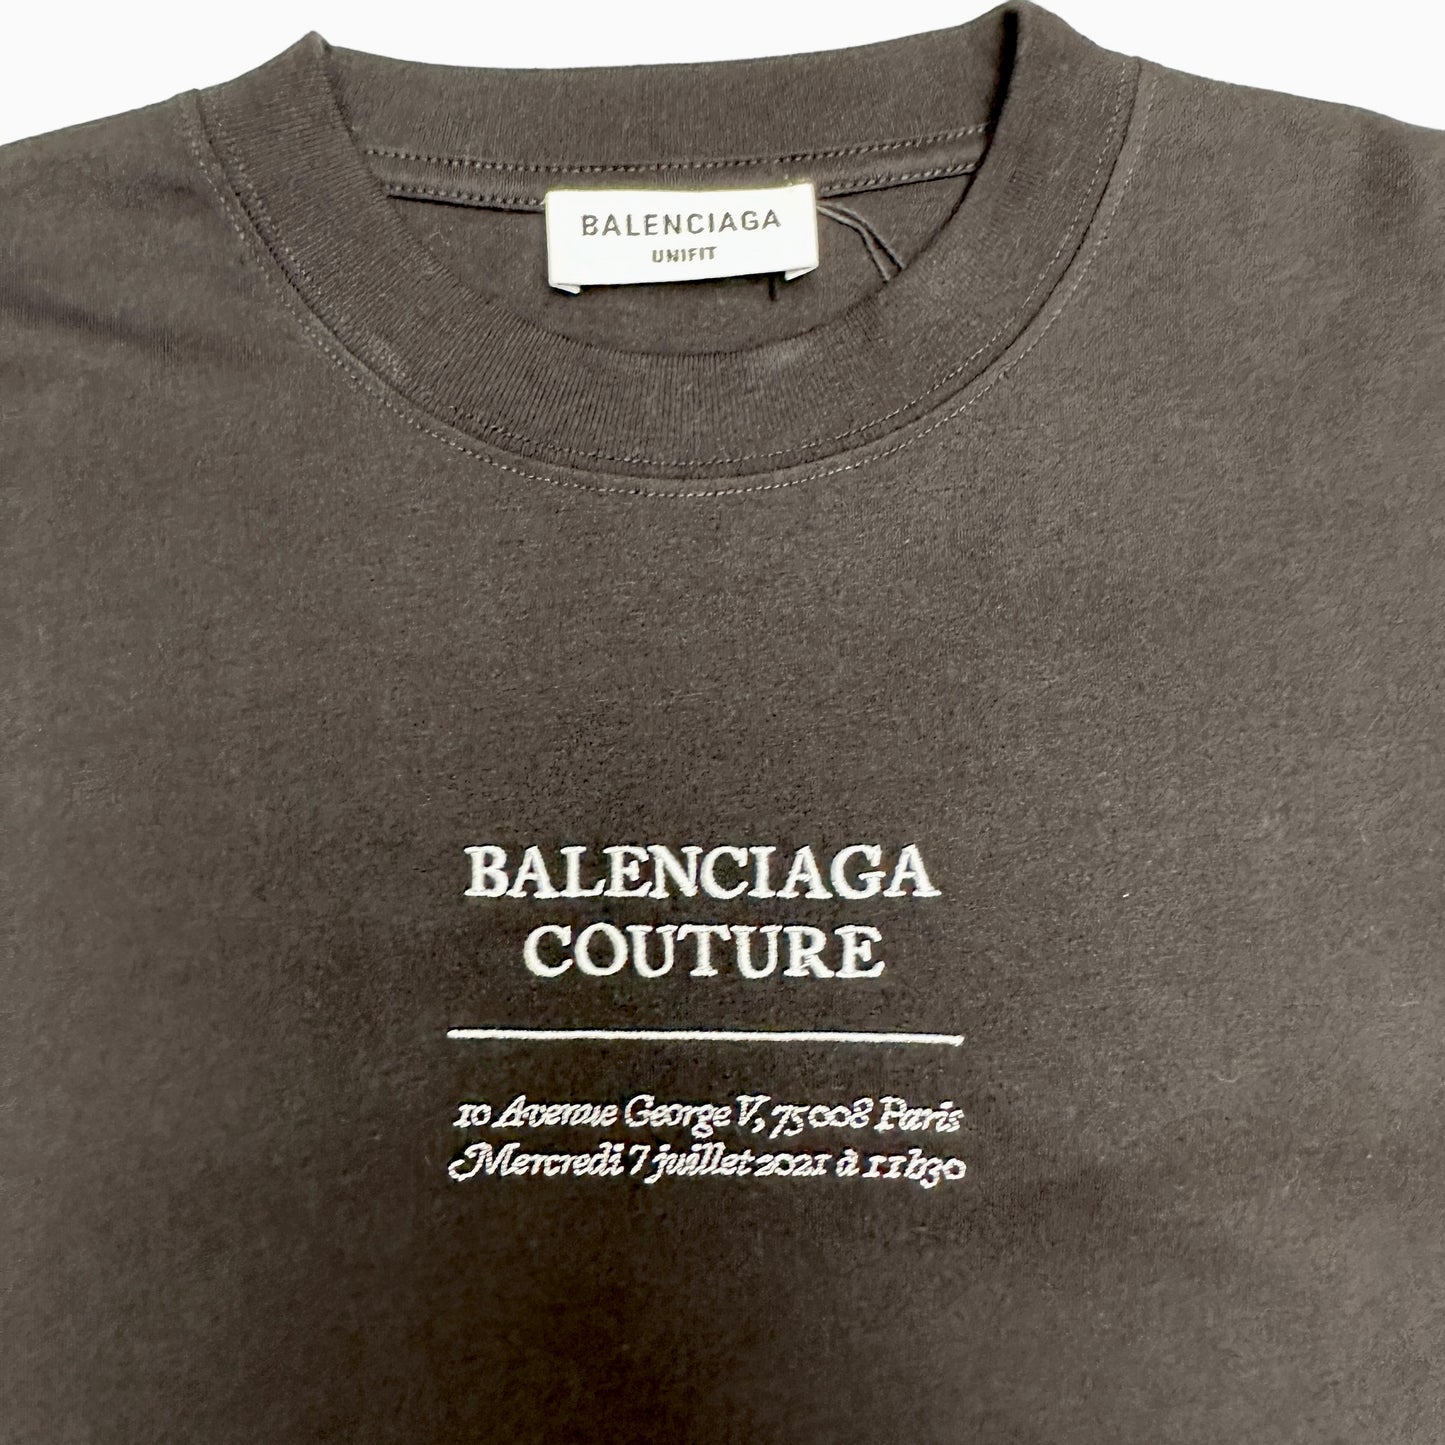 BALENCIAGA
UNIFIT
BALENCIAGA
COUTURE
10 Avenue George V, 75008 Paris
Mercredi 7 juillet 2021 à 11h30